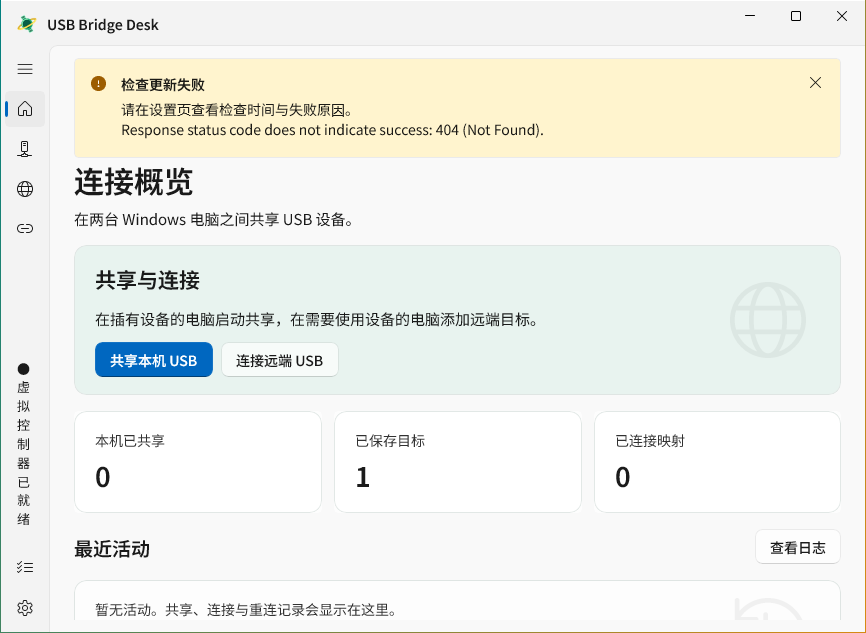 USB Bridge Desk
检查更新失败
请在设置页查看检查时间与失败原因。
Response status code does not indicate success: 404 (Not Found).
连接概览
在两台 Windows 电脑之间共享 USB 设备。
共享与连接
在插有设备的电脑启动共享，在需要使用设备的电脑添加远端目标。
共享本机 USB
连接远端 USB
虚拟控制器已就绪
本机已共享
0
已保存目标
1
已连接映射
0
最近活动
查看日志
暂无活动。共享、连接与重连记录会显示在这里。